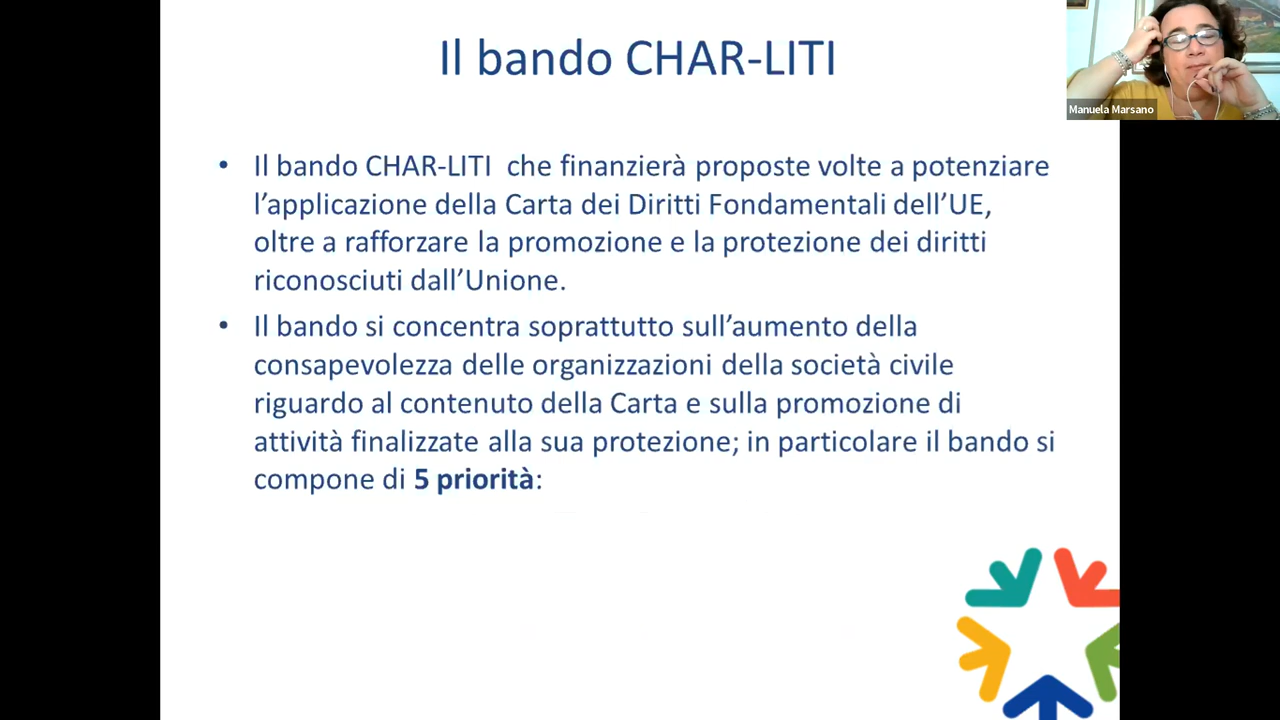 Il bando CHAR-LITI
Manuela Marsano
• Il bando CHAR-LITI che finanzierà proposte volte a potenziare
l’applicazione della Carta dei Diritti Fondamentali dell’UE,
oltre a rafforzare la promozione e la protezione dei diritti
riconosciuti dall’Unione.
• Il bando si concentra soprattutto sull’aumento della
consapevolezza delle organizzazioni della società civile
riguardo al contenuto della Carta e sulla promozione di
attività finalizzate alla sua protezione; in particolare il bando si
compone di 5 priorità: